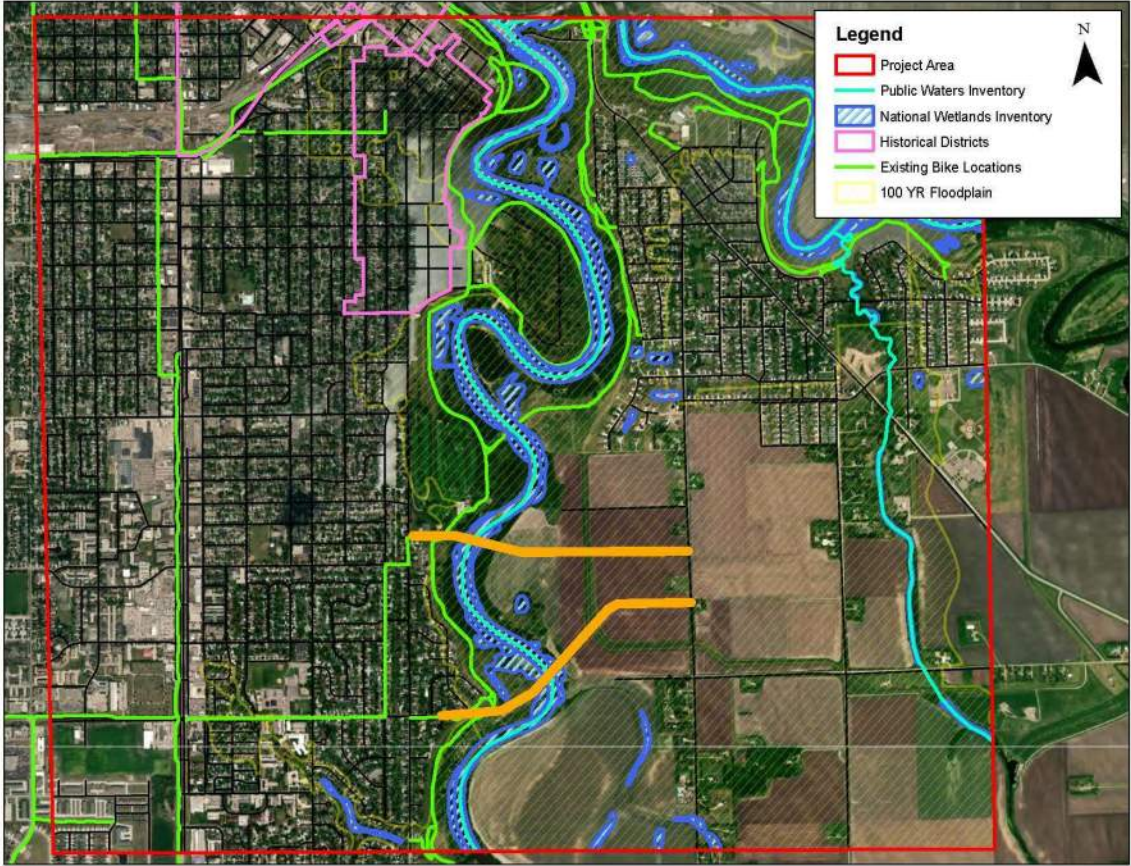 Legend
N
Project Area
Public Waters Inventory
National Wetlands Inventory
Historical Districts
Existing Bike Locations
100 YR Floodplain